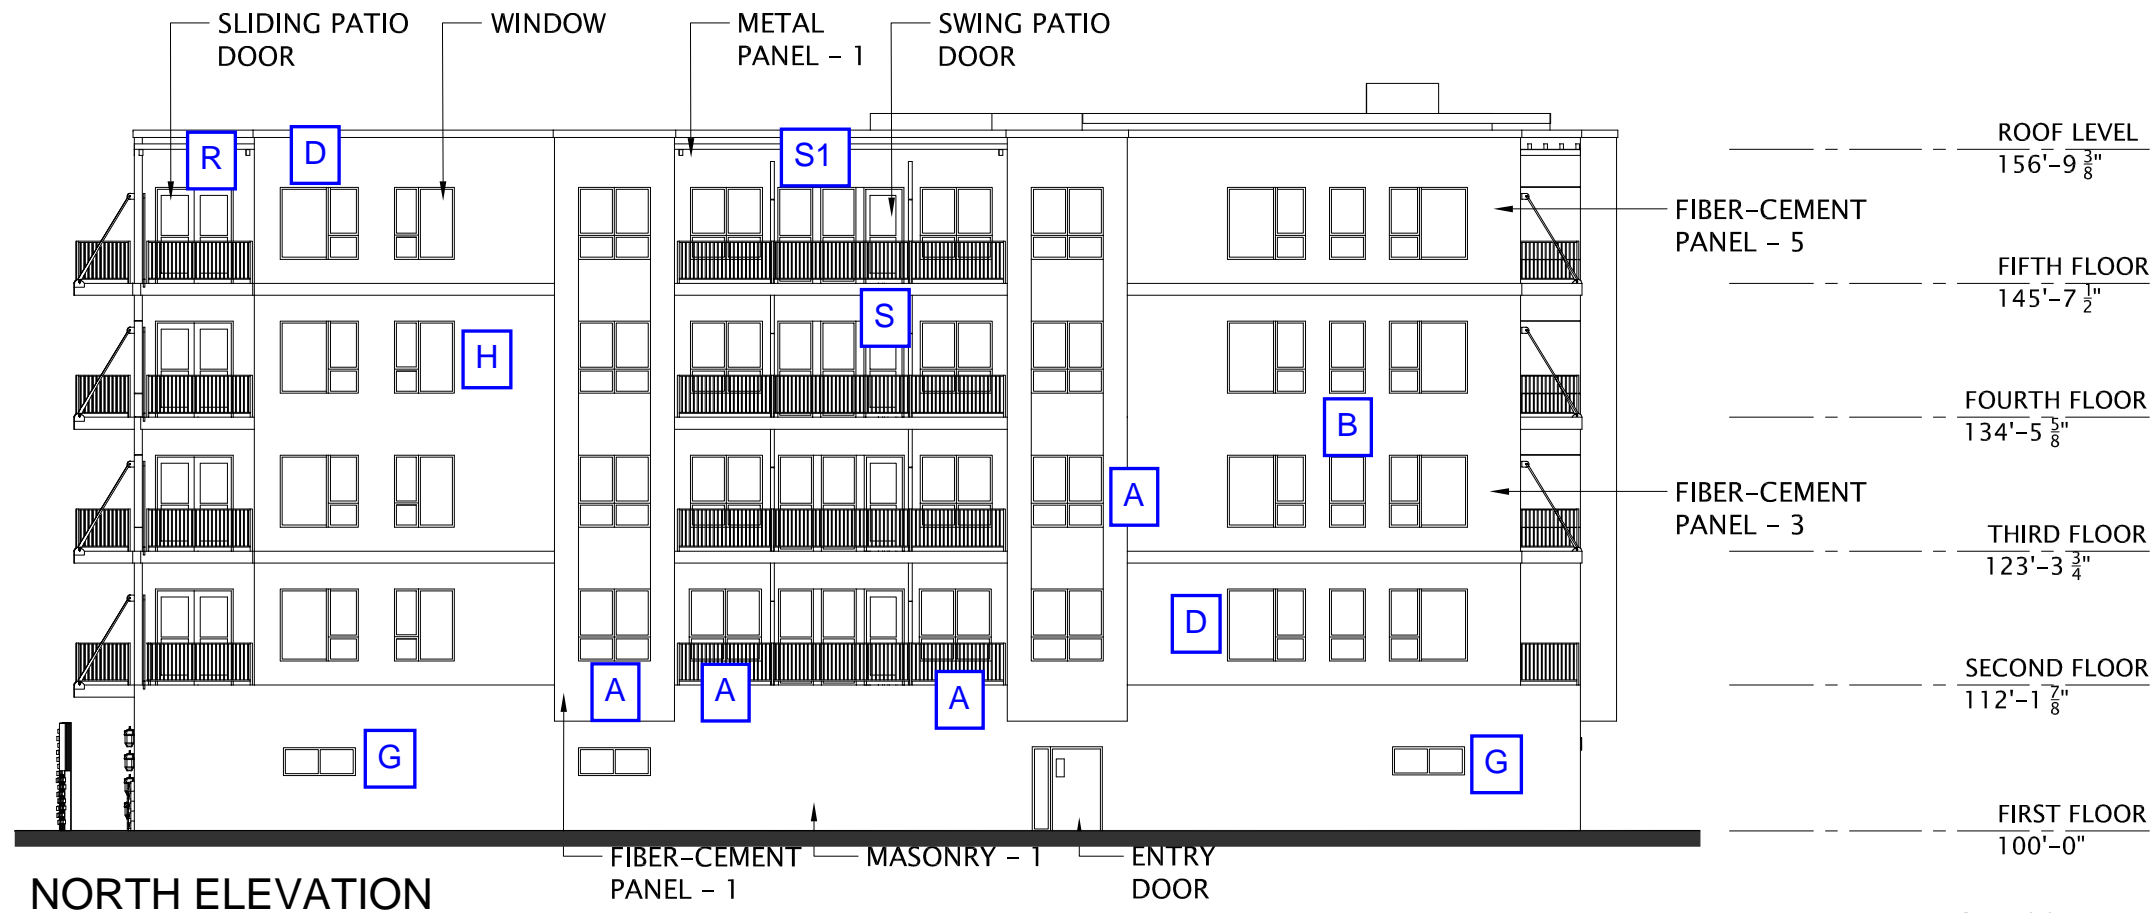 SLIDING PATIO
DOOR
WINDOW
METAL
PANEL - 1
SWING PATIO
DOOR
R
D
S1
ROOF LEVEL
156'-9 3/8"
FIBER-CEMENT
PANEL - 5
FIFTH FLOOR
145'-7 1/2"
S
H
FOURTH FLOOR
134'-5 5/8"
B
A
FIBER-CEMENT
PANEL - 3
THIRD FLOOR
123'-3 3/4"
D
SECOND FLOOR
112'-1 7/8"
A
A
A
G
G
FIRST FLOOR
100'-0"
FIBER-CEMENT
PANEL - 1
MASONRY - 1
ENTRY
DOOR
NORTH ELEVATION